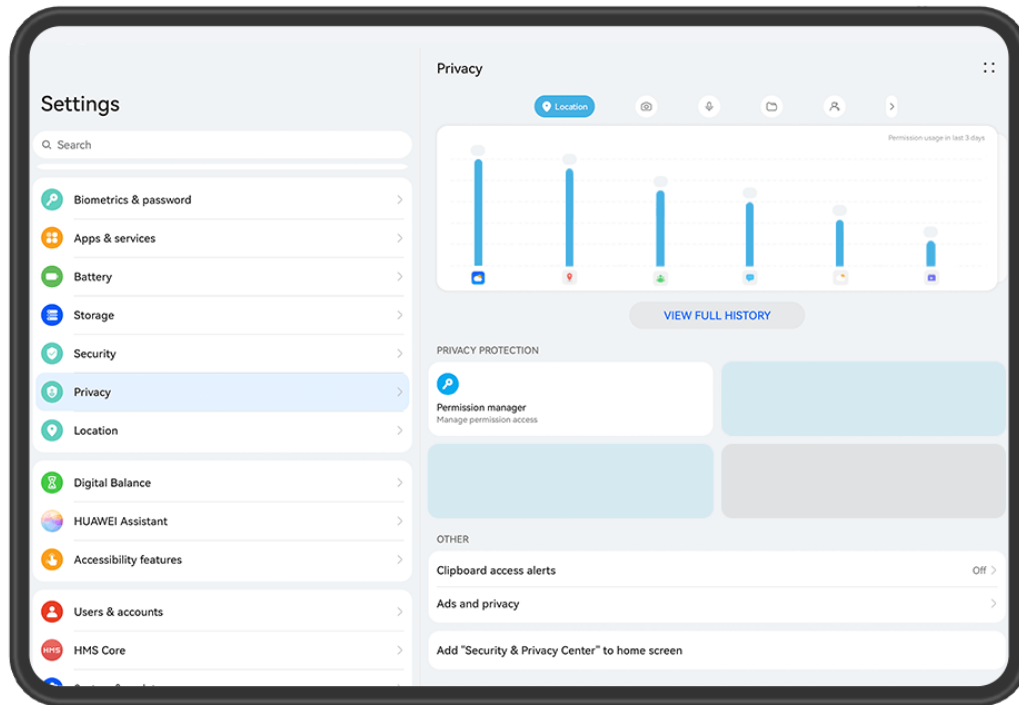 Settings
Search
Biometrics & password
Apps & services
Battery
Storage
Security
Privacy
Location
Digital Balance
HUAWEI Assistant
Accessibility features
Users & accounts
HMS
HMS Core
Privacy
Location
Permission usage in last 3 days
VIEW FULL HISTORY
PRIVACY PROTECTION
Permission manager
Manage permission access
OTHER
Clipboard access alerts
Off
Ads and privacy
Add "Security & Privacy Center" to home screen